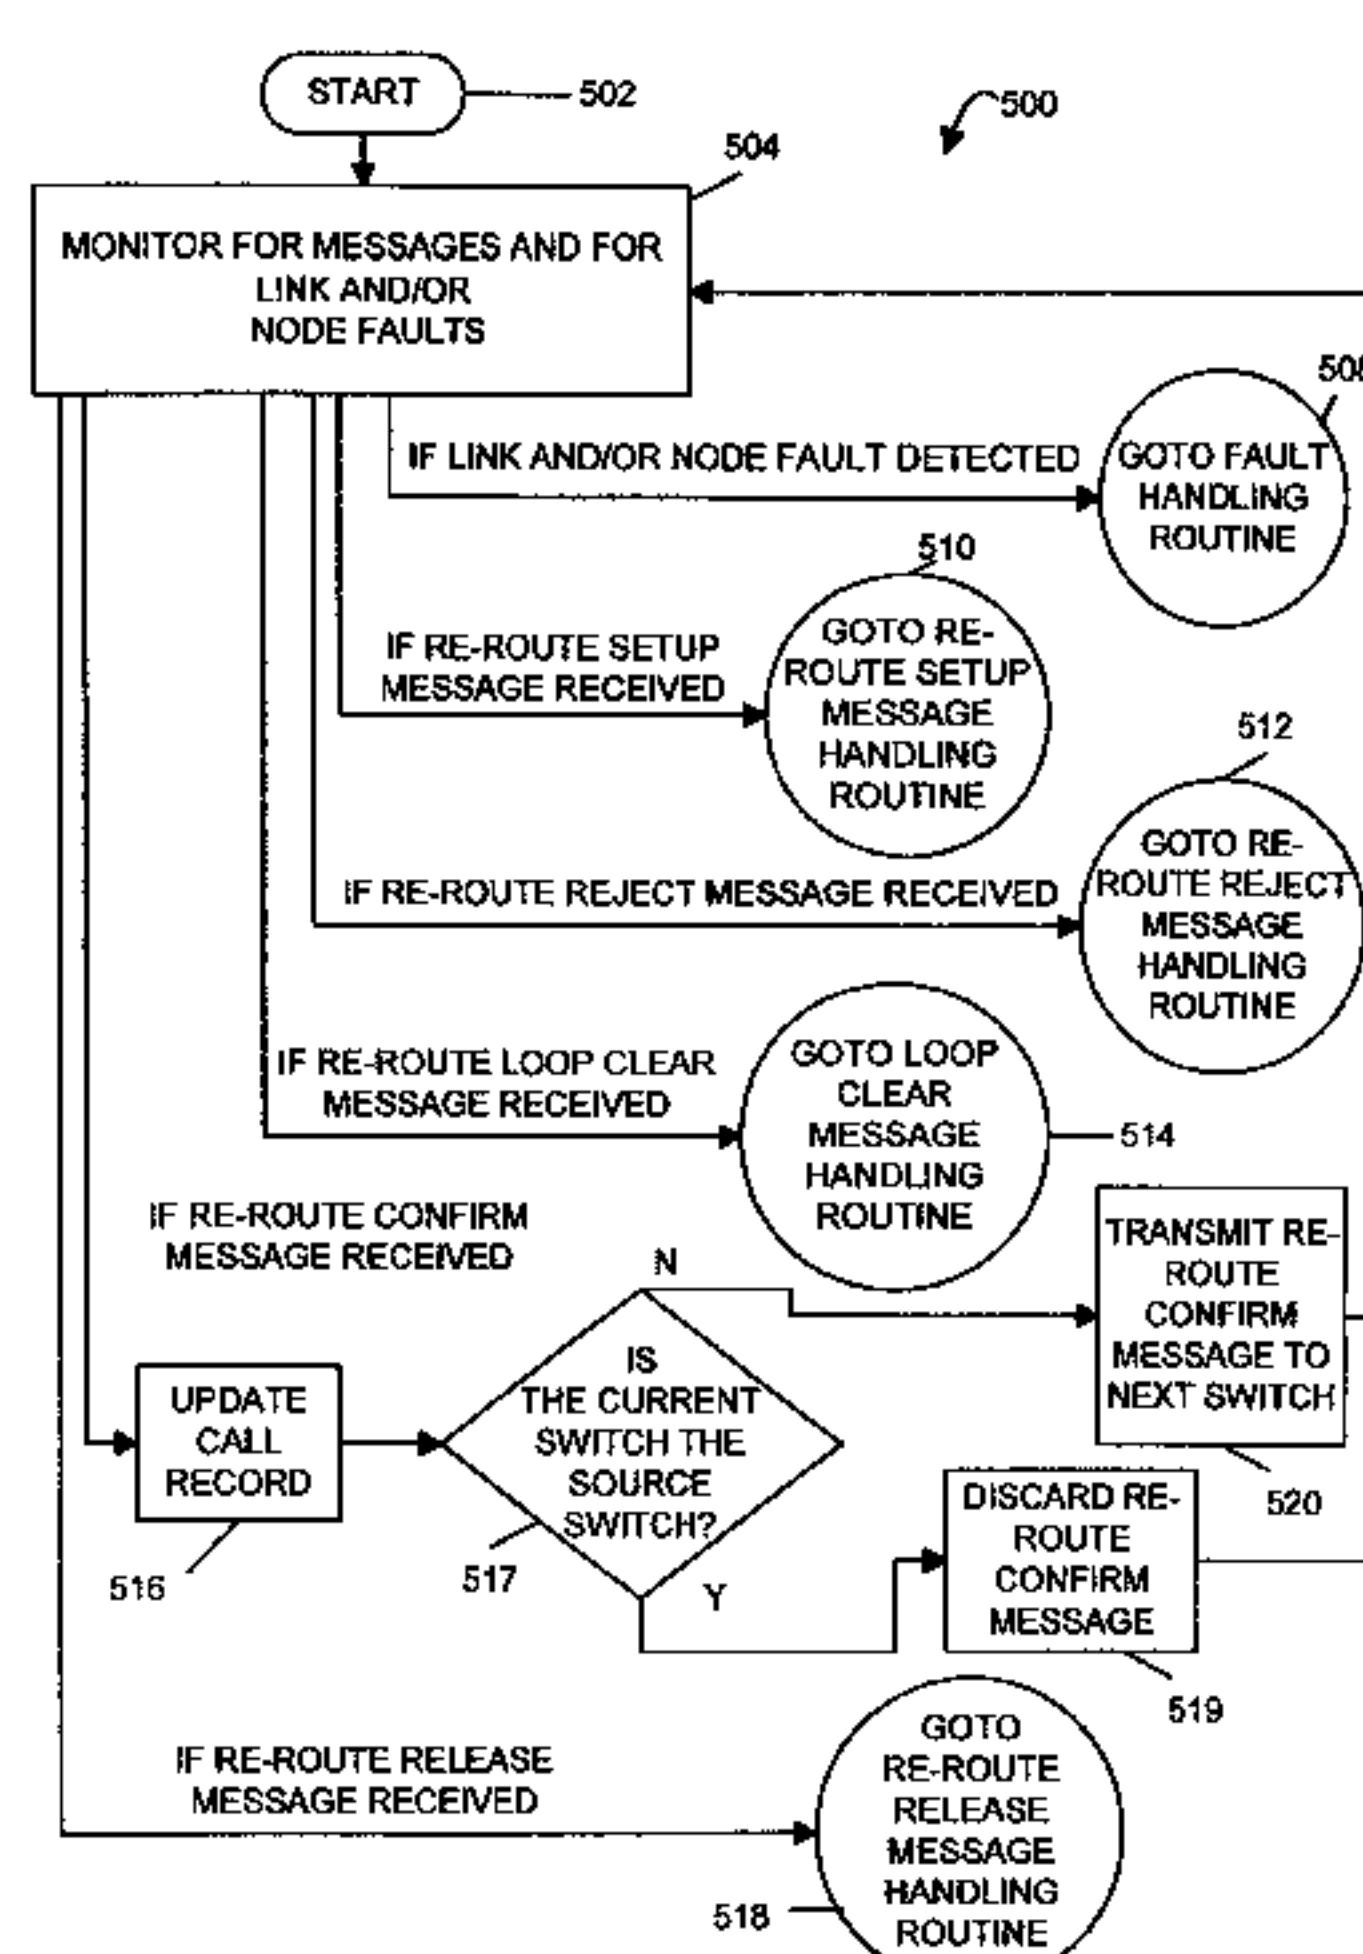 START
502
500
504
MONITOR FOR MESSAGES AND FOR
LINK AND/OR
NODE FAULTS
IF LINK AND/OR NODE FAULT DETECTED
GOTO FAULT
HANDLING
ROUTINE
510
IF RE-ROUTE SETUP
MESSAGE RECEIVED
GOTO RE-
ROUTE SETUP
MESSAGE
HANDLING
ROUTINE
512
IF RE-ROUTE REJECT MESSAGE RECEIVED
GOTO RE-
ROUTE REJECT
MESSAGE
HANDLING
ROUTINE
IF RE-ROUTE LOOP CLEAR
MESSAGE RECEIVED
GOTO LOOP
CLEAR
MESSAGE
HANDLING
ROUTINE
514
IF RE-ROUTE CONFIRM
MESSAGE RECEIVED
UPDATE
CALL
RECORD
516
IS
THE CURRENT
SWITCH THE
SOURCE
SWITCH?
517
N
Y
TRANSMIT RE-
ROUTE
CONFIRM
MESSAGE TO
NEXT SWITCH
520
DISCARD RE-
ROUTE
CONFIRM
MESSAGE
519
IF RE-ROUTE RELEASE
MESSAGE RECEIVED
GOTO
RE-ROUTE
RELEASE
MESSAGE
HANDLING
ROUTINE
518